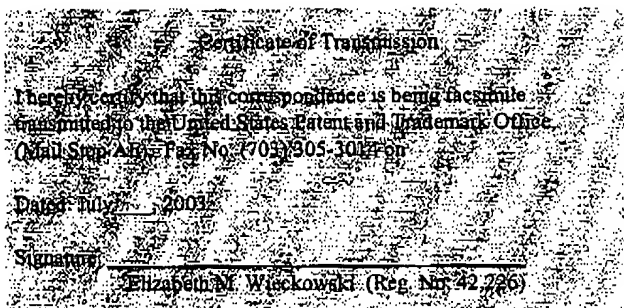 Certificate of Transmission
I hereby certify that this correspondence is being facsimile
transmitted to the United States Patent and Trademark Office,
(Mail Stop AF) - Fax No. (703) 305-3014 on
Dated: July ___, 2003
Signature:
Elizabeth M. Wieckowski (Reg. No. 42,226)